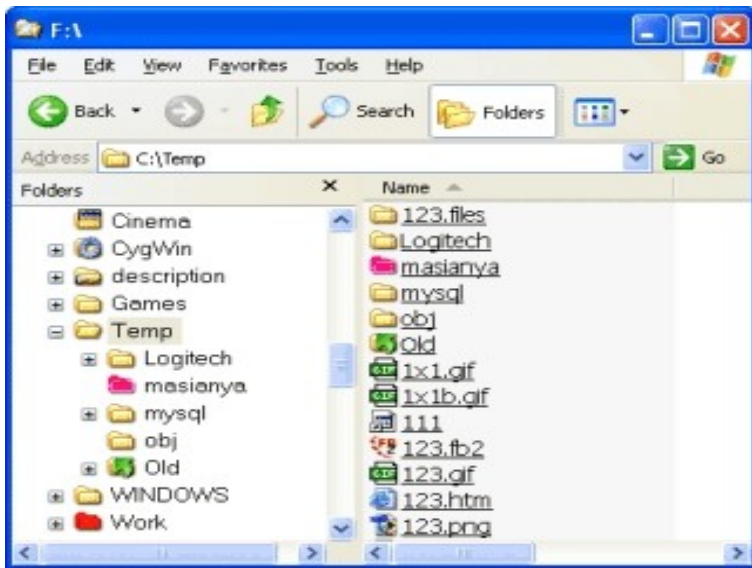 F:\
File Edit View Favorites Tools Help
Back Search Folders
Address C:\Temp Go
Folders
Cinema
CygWin
description
Games
Temp
Logitech
masianya
mysql
obj
Old
WINDOWS
Work
Name
123.files
Logitech
masianya
mysql
obj
Old
1x1.gif
1x1b.gif
111
123.fb2
123.gif
123.htm
123.png